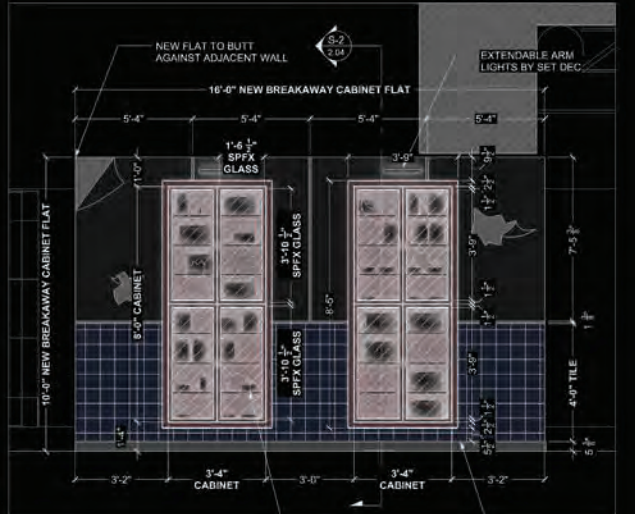 NEW FLAT TO BUTT
AGAINST ADJACENT WALL
S-2
2.04
EXTENDABLE ARM
LIGHTS BY SET DEC
16'-0" NEW BREAKAWAY CABINET FLAT
5'-4"
5'-4"
5'-4"
5'-4"
1'-6 1/2"
SPFX
GLASS
3'-9"
1'-0"
10'-0" NEW BREAKAWAY CABINET FLAT
8'-0" CABINET
3'-10 1/2"
SPFX GLASS
3'-10 1/2"
SPFX GLASS
8'-5"
3'-9"
3'-9"
4'-0" TILE
1'-4"
3'-2"
3'-4"
CABINET
3'-0"
3'-4"
CABINET
3'-2"